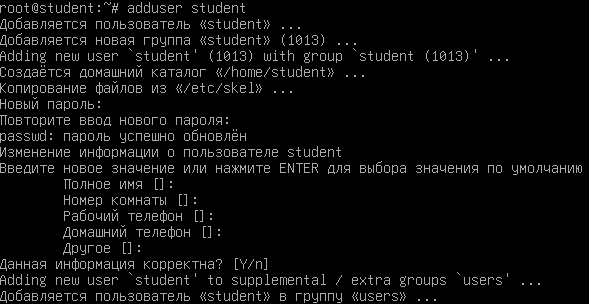 root@student:~# adduser student
Добавляется пользователь «student» ...
Добавляется новая группа «student» (1013) ...
Adding new user `student' (1013) with group `student (1013)' ...
Создаётся домашний каталог «/home/student» ...
Копирование файлов из «/etc/skel» ...
Новый пароль:
Повторите ввод нового пароля:
passwd: пароль успешно обновлён
Изменение информации о пользователе student
Введите новое значение или нажмите ENTER для выбора значения по умолчанию
Полное имя []:
Номер комнаты []:
Рабочий телефон []:
Домашний телефон []:
Другое []:
Данная информация корректна? [Y/n]
Adding new user `student' to supplemental / extra groups `users' ...
Добавляется пользователь «student» в группу «users» ...